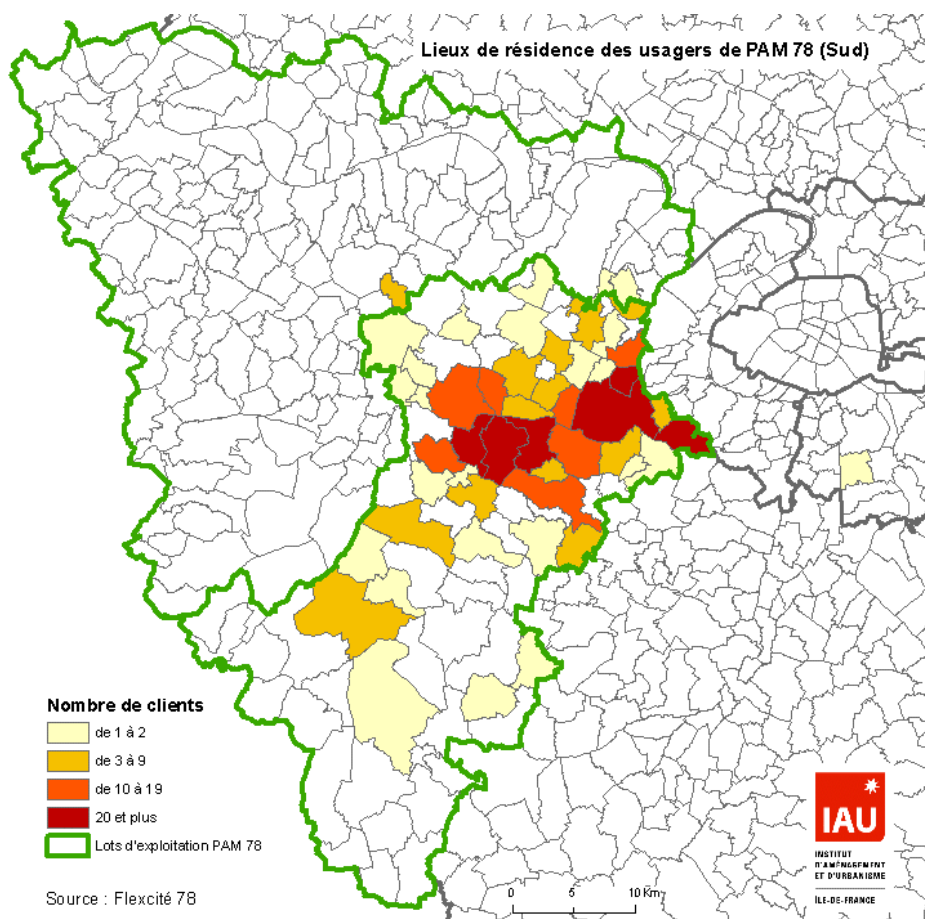 Lieux de résidence des usagers de PAM 78 (Sud)
Nombre de clients
de 1 à 2
de 3 à 9
de 10 à 19
20 et plus
Lots d'exploitation PAM 78
Source : Flexcité 78
0 5 10 Km
IAU
INSTITUT
D'AMÉNAGEMENT
ET D'URBANISME
ÎLE-DE-FRANCE